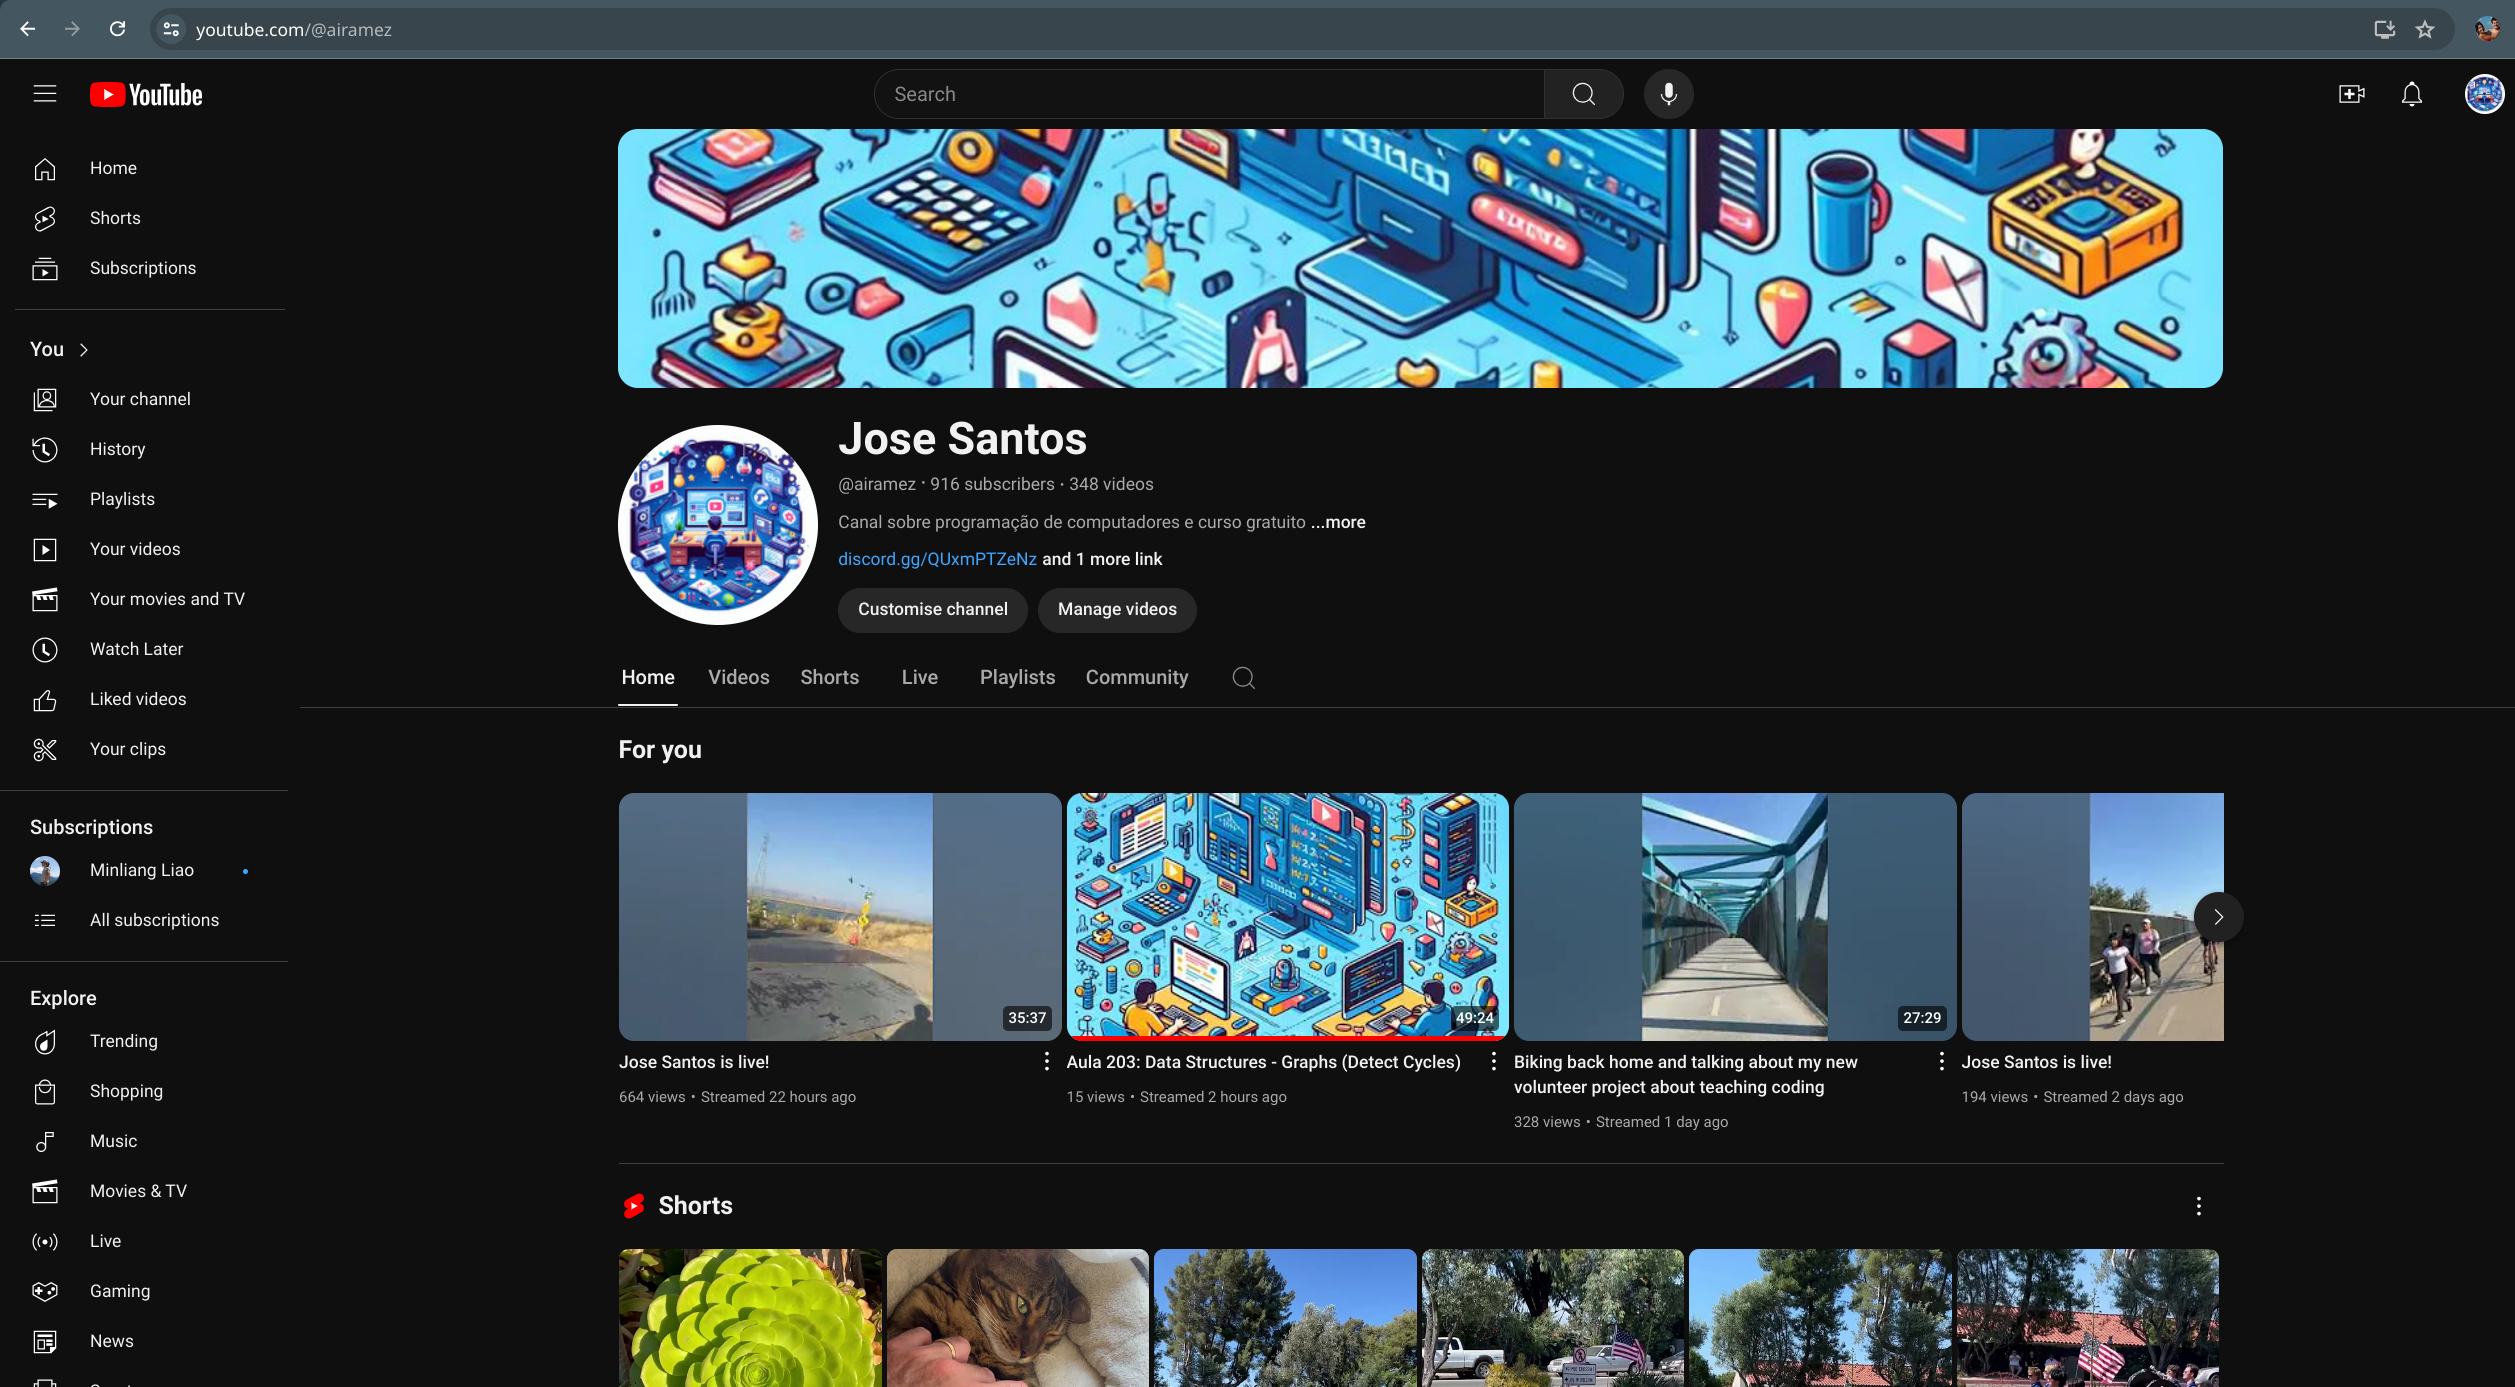 youtube.com/@airamez
YouTube
Search
Home
Shorts
Subscriptions
You
Your channel
History
Playlists
Your videos
Your movies and TV
Watch Later
Liked videos
Your clips
Subscriptions
Minliang Liao
All subscriptions
Explore
Trending
Shopping
Music
Movies & TV
Live
Gaming
News
Jose Santos
@airamez · 916 subscribers · 348 videos
Canal sobre programação de computadores e curso gratuito ...more
discord.gg/QUxmPTZeNz and 1 more link
Customise channel Manage videos
Home Videos Shorts Live Playlists Community
For you
35:37
49:24
27:29
Jose Santos is live!
664 views • Streamed 22 hours ago
Aula 203: Data Structures - Graphs (Detect Cycles)
15 views • Streamed 2 hours ago
Biking back home and talking about my new
volunteer project about teaching coding
328 views • Streamed 1 day ago
Jose Santos is live!
194 views • Streamed 2 days ago
Shorts